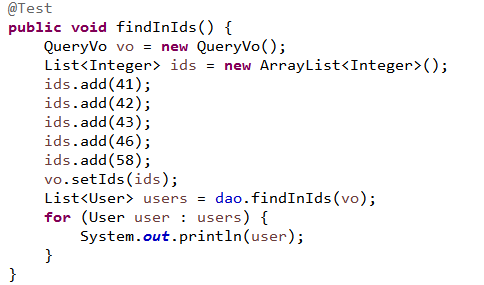 @Test
public void findInIds() {
    QueryVo vo = new QueryVo();
    List<Integer> ids = new ArrayList<Integer>();
    ids.add(41);
    ids.add(42);
    ids.add(43);
    ids.add(46);
    ids.add(58);
    vo.setIds(ids);
    List<User> users = dao.findInIds(vo);
    for (User user : users) {
        System.out.println(user);
    }
}